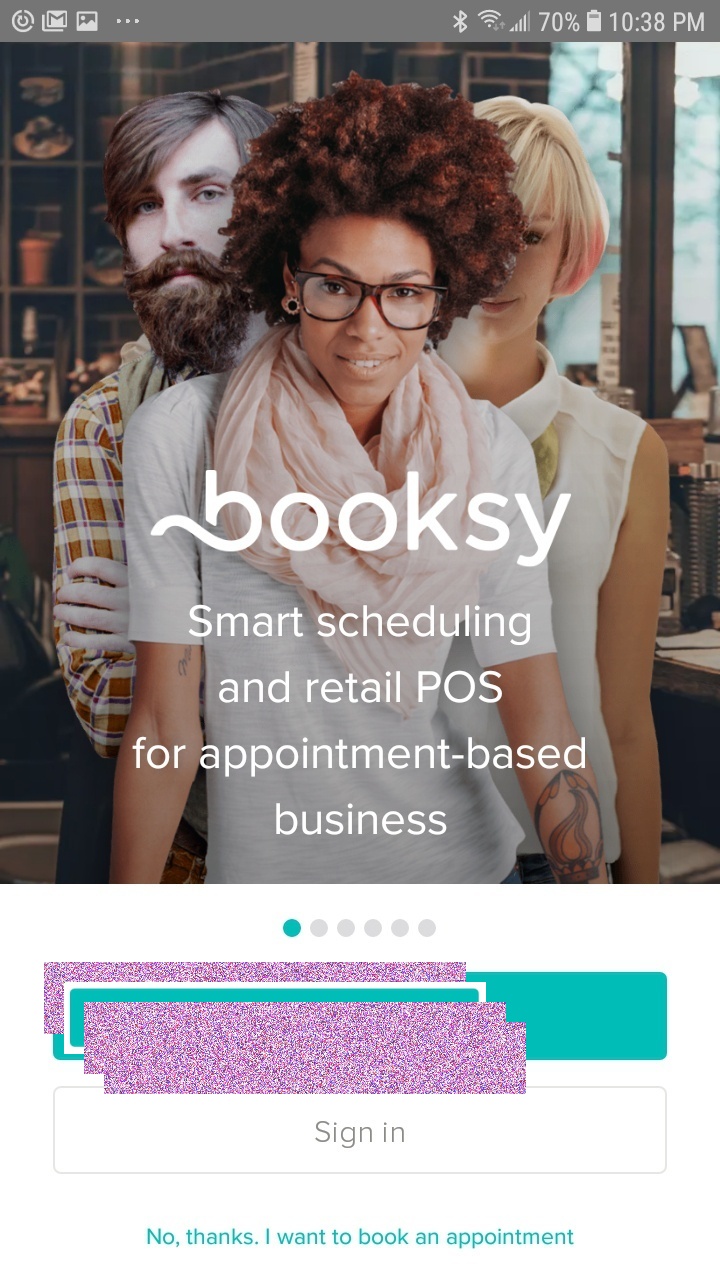 70% 10:38 PM
booksy
Smart scheduling
and retail POS
for appointment-based
business
Sign in
No, thanks. I want to book an appointment